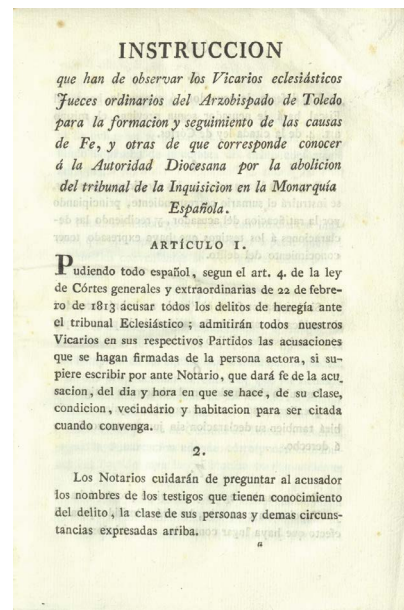 INSTRUCCION
que han de observar los Vicarios eclesiásticos
Jueces ordinarios del Arzobispado de Toledo
para la formacion y seguimiento de las causas
de Fe, y otras de que corresponde conocer
á la Autoridad Diocesana por la abolicion
del tribunal de la Inquisicion en la Monarquía
Española.
ARTÍCULO I.
Pudiendo todo español, segun el art. 4. de la ley
de Córtes generales y extraordinarias de 22 de febre-
ro de 1813 acusar todos los delitos de heregía ante
el tribunal Eclesiástico; admitirán todos nuestros
Vicarios en sus respectivos Partidos las acusaciones
que se hagan firmadas de la persona actora, si su-
piere escribir por ante Notario, que dará fe de la acu-
sacion, del dia y hora en que se hace, de su clase,
condicion, vecindario y habitacion para ser citada
cuando convenga.
2.
Los Notarios cuidarán de preguntar al acusador
los nombres de los testigos que tienen conocimiento
del delito, la clase de sus personas y demas circuns-
tancias expresadas arriba.
a